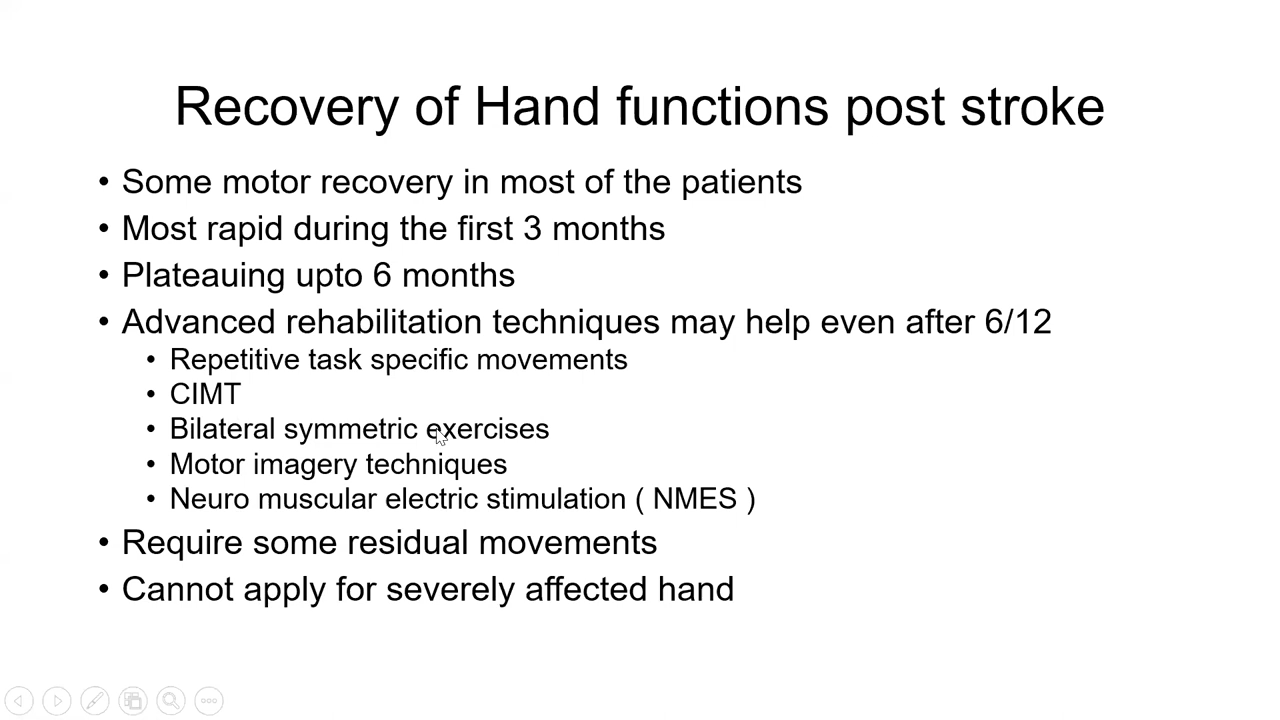 Recovery of Hand functions post stroke
• Some motor recovery in most of the patients
• Most rapid during the first 3 months
• Plateauing upto 6 months
• Advanced rehabilitation techniques may help even after 6/12
• Repetitive task specific movements
• CIMT
• Bilateral symmetric exercises
• Motor imagery techniques
• Neuro muscular electric stimulation ( NMES )
• Require some residual movements
• Cannot apply for severely affected hand